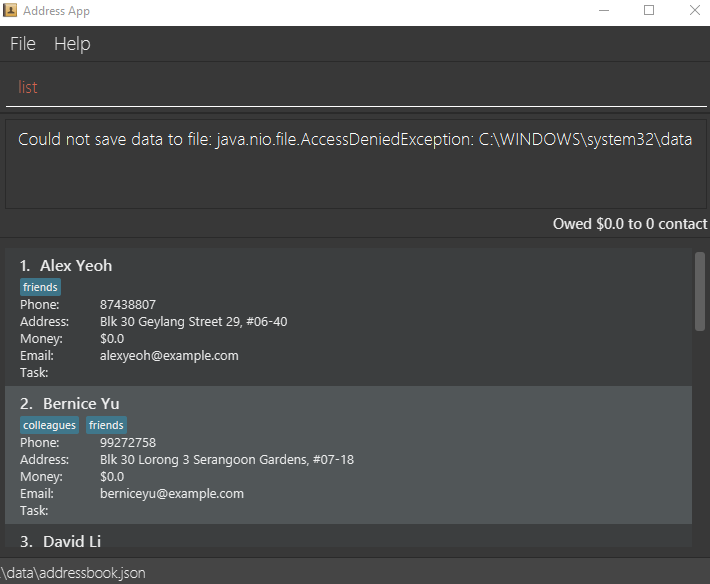 Address App
File Help
list
Could not save data to file: java.nio.file.AccessDeniedException: C:\WINDOWS\system32\data
Owed $0.0 to 0 contact
1. Alex Yeoh
friends
Phone: 87438807
Address: Blk 30 Geylang Street 29, #06-40
Money: $0.0
Email: alexyeoh@example.com
Task:
2. Bernice Yu
colleagues friends
Phone: 99272758
Address: Blk 30 Lorong 3 Serangoon Gardens, #07-18
Money: $0.0
Email: berniceyu@example.com
Task:
3. David Li
.\data\addressbook.json